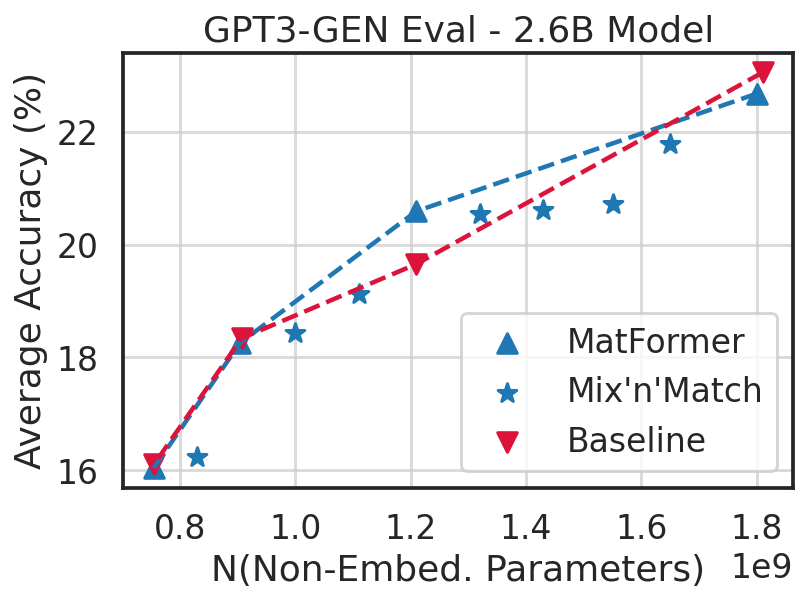 GPT3-GEN Eval - 2.6B Model
Average Accuracy (%)
22
20
18
16
MatFormer
Mix'n'Match
Baseline
0.8 1.0 1.2 1.4 1.6 1.8
1e9
N(Non-Embed. Parameters)